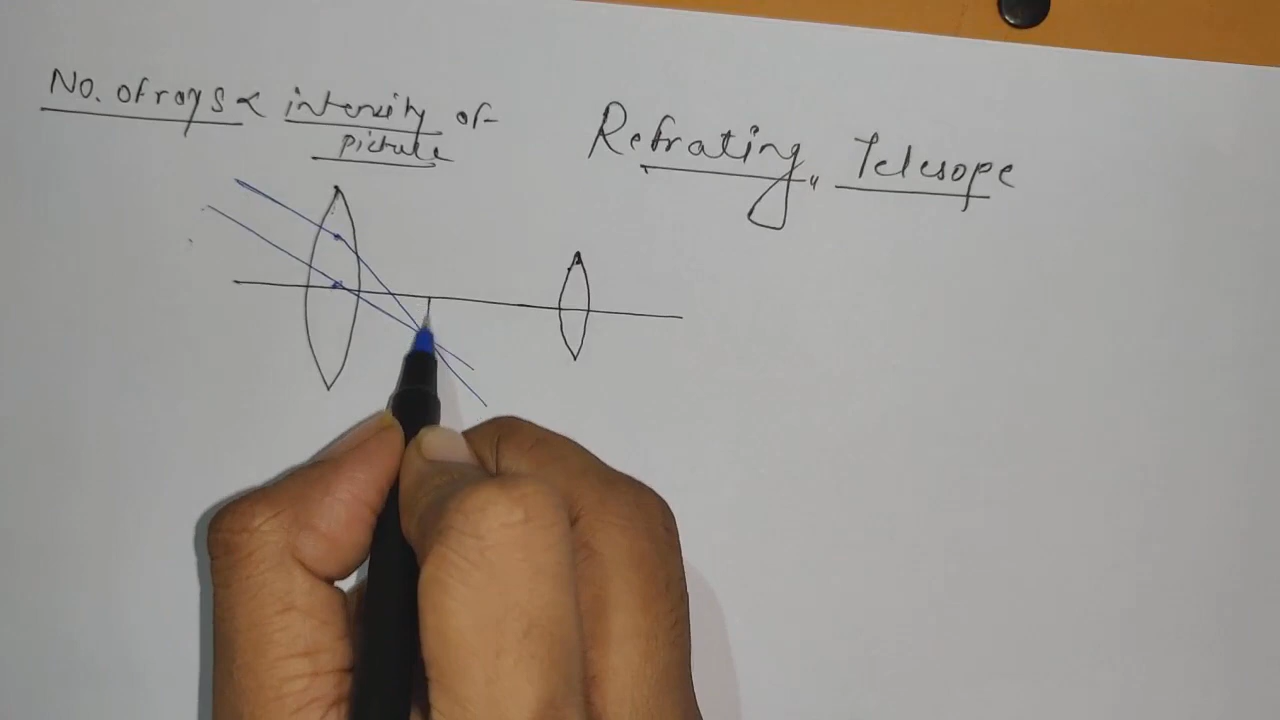 No. of rays ∝ intensity of
picture
Refrating Telesope